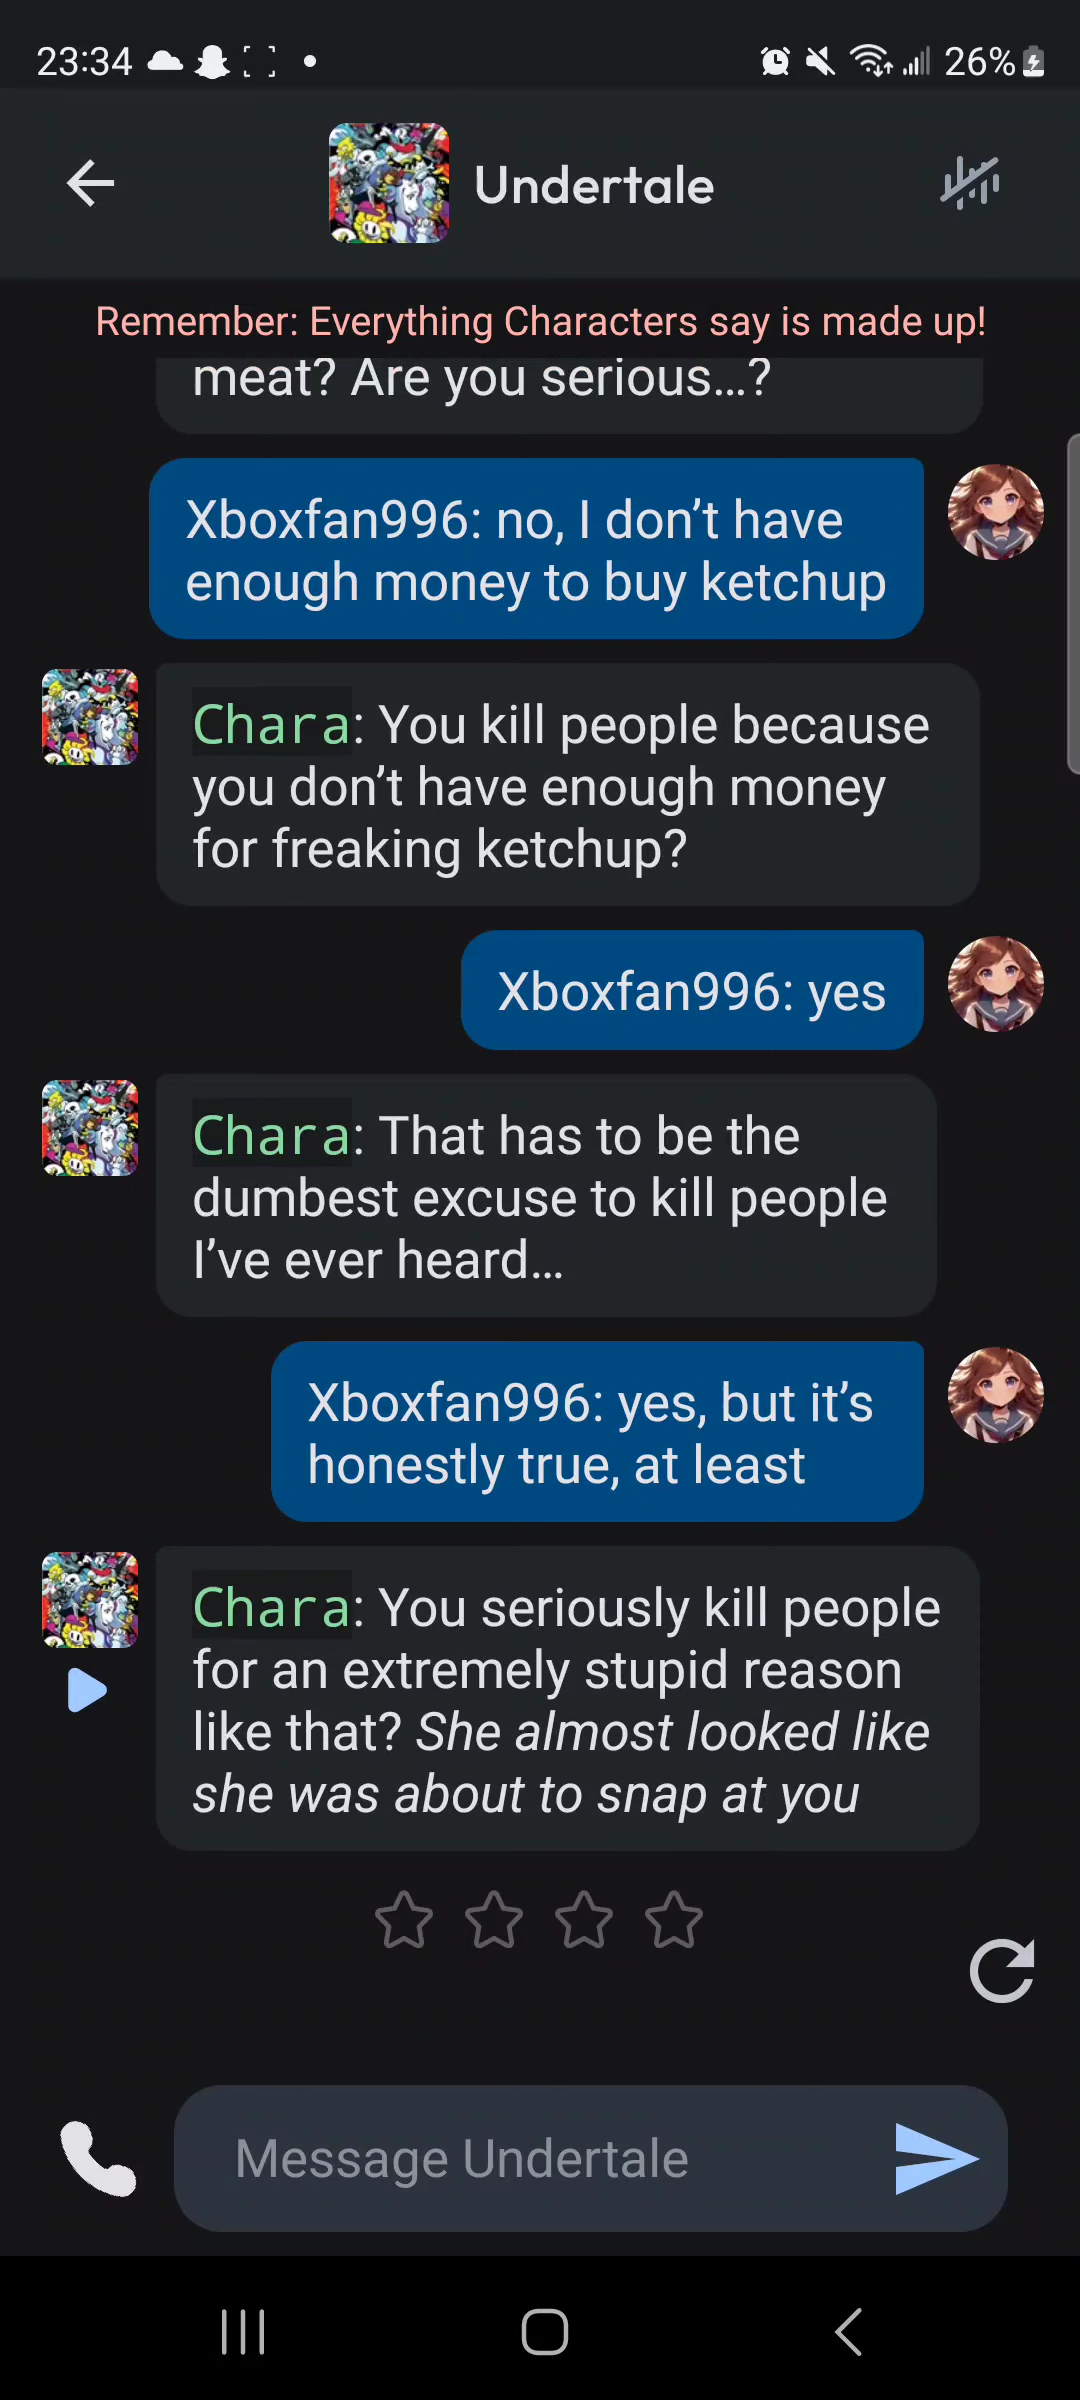 23:34
26%
Undertale
Remember: Everything Characters say is made up!
meat? Are you serious...?
Xboxfan996: no, I don’t have
enough money to buy ketchup
Chara: You kill people because
you don’t have enough money
for freaking ketchup?
Xboxfan996: yes
Chara: That has to be the
dumbest excuse to kill people
I’ve ever heard...
Xboxfan996: yes, but it’s
honestly true, at least
Chara: You seriously kill people
for an extremely stupid reason
like that? She almost looked like
she was about to snap at you
Message Undertale